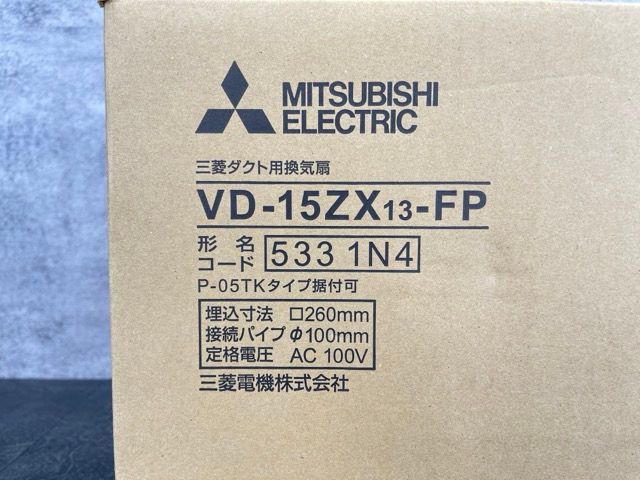 MITSUBISHI
ELECTRIC
三菱ダクト用換気扇
VD-15ZX13-FP
形名コード 533 1N4
P-05TKタイプ据付可
埋込寸法 □260mm
接続パイプ φ100mm
定格電圧 AC 100V
三菱電機株式会社